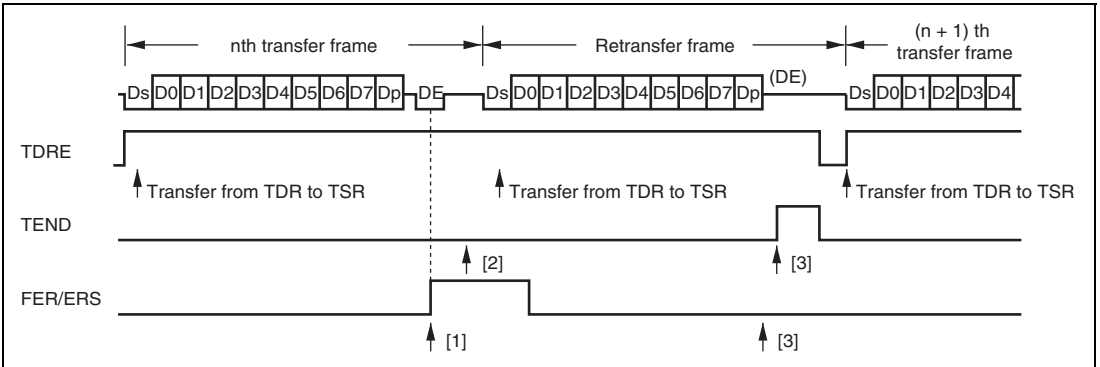 nth transfer frame Retransfer frame (n + 1) th
transfer frame
Ds D0 D1 D2 D3 D4 D5 D6 D7 Dp DE Ds D0 D1 D2 D3 D4 D5 D6 D7 Dp (DE) Ds D0 D1 D2 D3 D4
TDRE
Transfer from TDR to TSR Transfer from TDR to TSR Transfer from TDR to TSR
TEND
[2] [3]
FER/ERS
[1] [3]